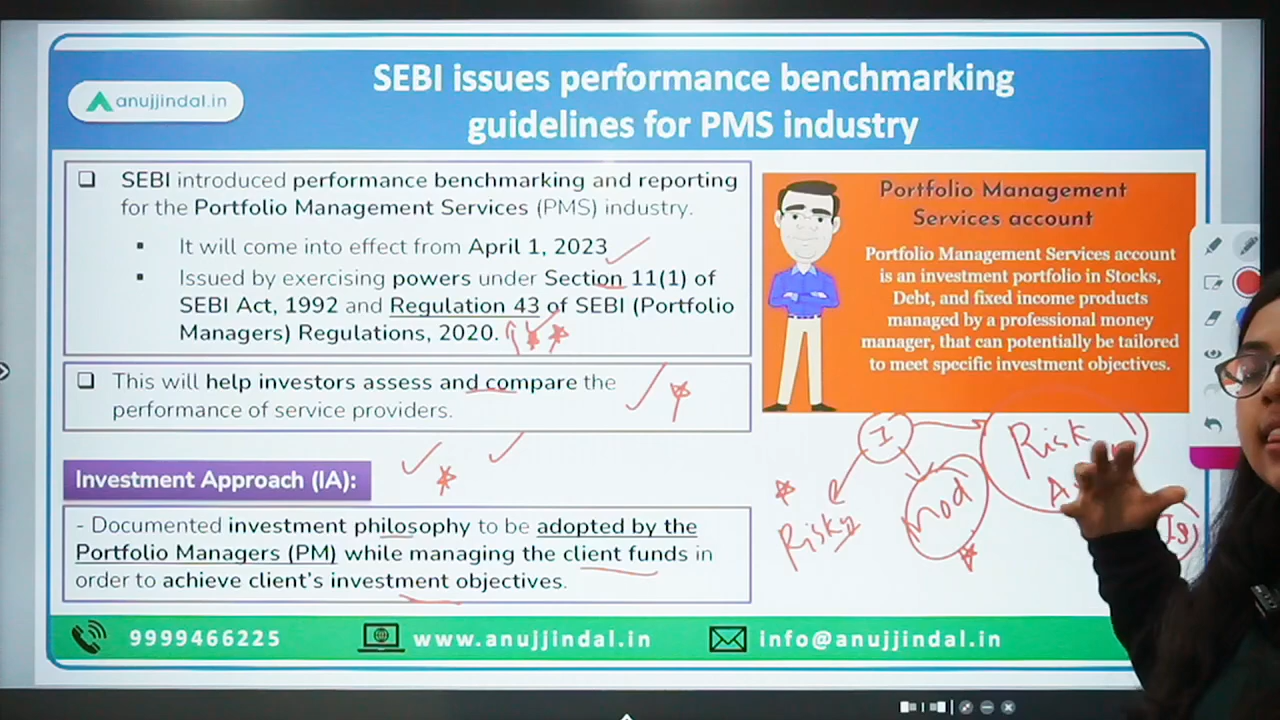 SEBI issues performance benchmarking
guidelines for PMS industry
anujjindal.in
SEBI introduced performance benchmarking and reporting
for the Portfolio Management Services (PMS) industry.
It will come into effect from April 1, 2023
Issued by exercising powers under Section 11(1) of
SEBI Act, 1992 and Regulation 43 of SEBI (Portfolio
Managers) Regulations, 2020.
This will help investors assess and compare the
performance of service providers.
Investment Approach (IA):
- Documented investment philosophy to be adopted by the
Portfolio Managers (PM) while managing the client funds in
order to achieve client's investment objectives.
Portfolio Management
Services account
Portfolio Management Services account
is an investment portfolio in Stocks,
Debt, and fixed income products
managed by a professional money
manager, that can potentially be tailored
to meet specific investment objectives.
I
Risk
Mod
Risky
9999466225
www.anujjindal.in
info@anujjindal.in